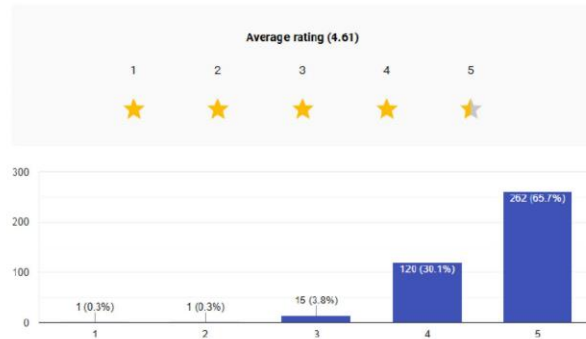 Average rating (4.61)
1 2 3 4 5
300
200
100
0
1 (0.3%) 1 (0.3%) 15 (3.8%) 120 (30.1%) 262 (65.7%)
1 2 3 4 5